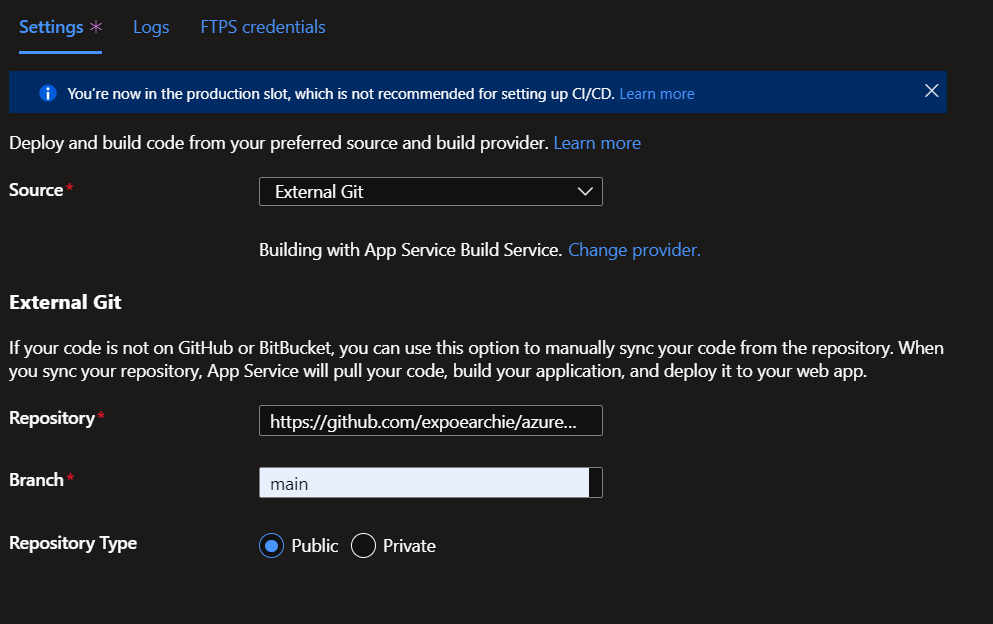 Settings * Logs FTPS credentials
You're now in the production slot, which is not recommended for setting up CI/CD. Learn more
Deploy and build code from your preferred source and build provider. Learn more
Source * External Git
Building with App Service Build Service. Change provider.
External Git
If your code is not on GitHub or BitBucket, you can use this option to manually sync your code from the repository. When
you sync your repository, App Service will pull your code, build your application, and deploy it to your web app.
Repository * https://github.com/expoearchie/azure...
Branch * main
Repository Type Public Private